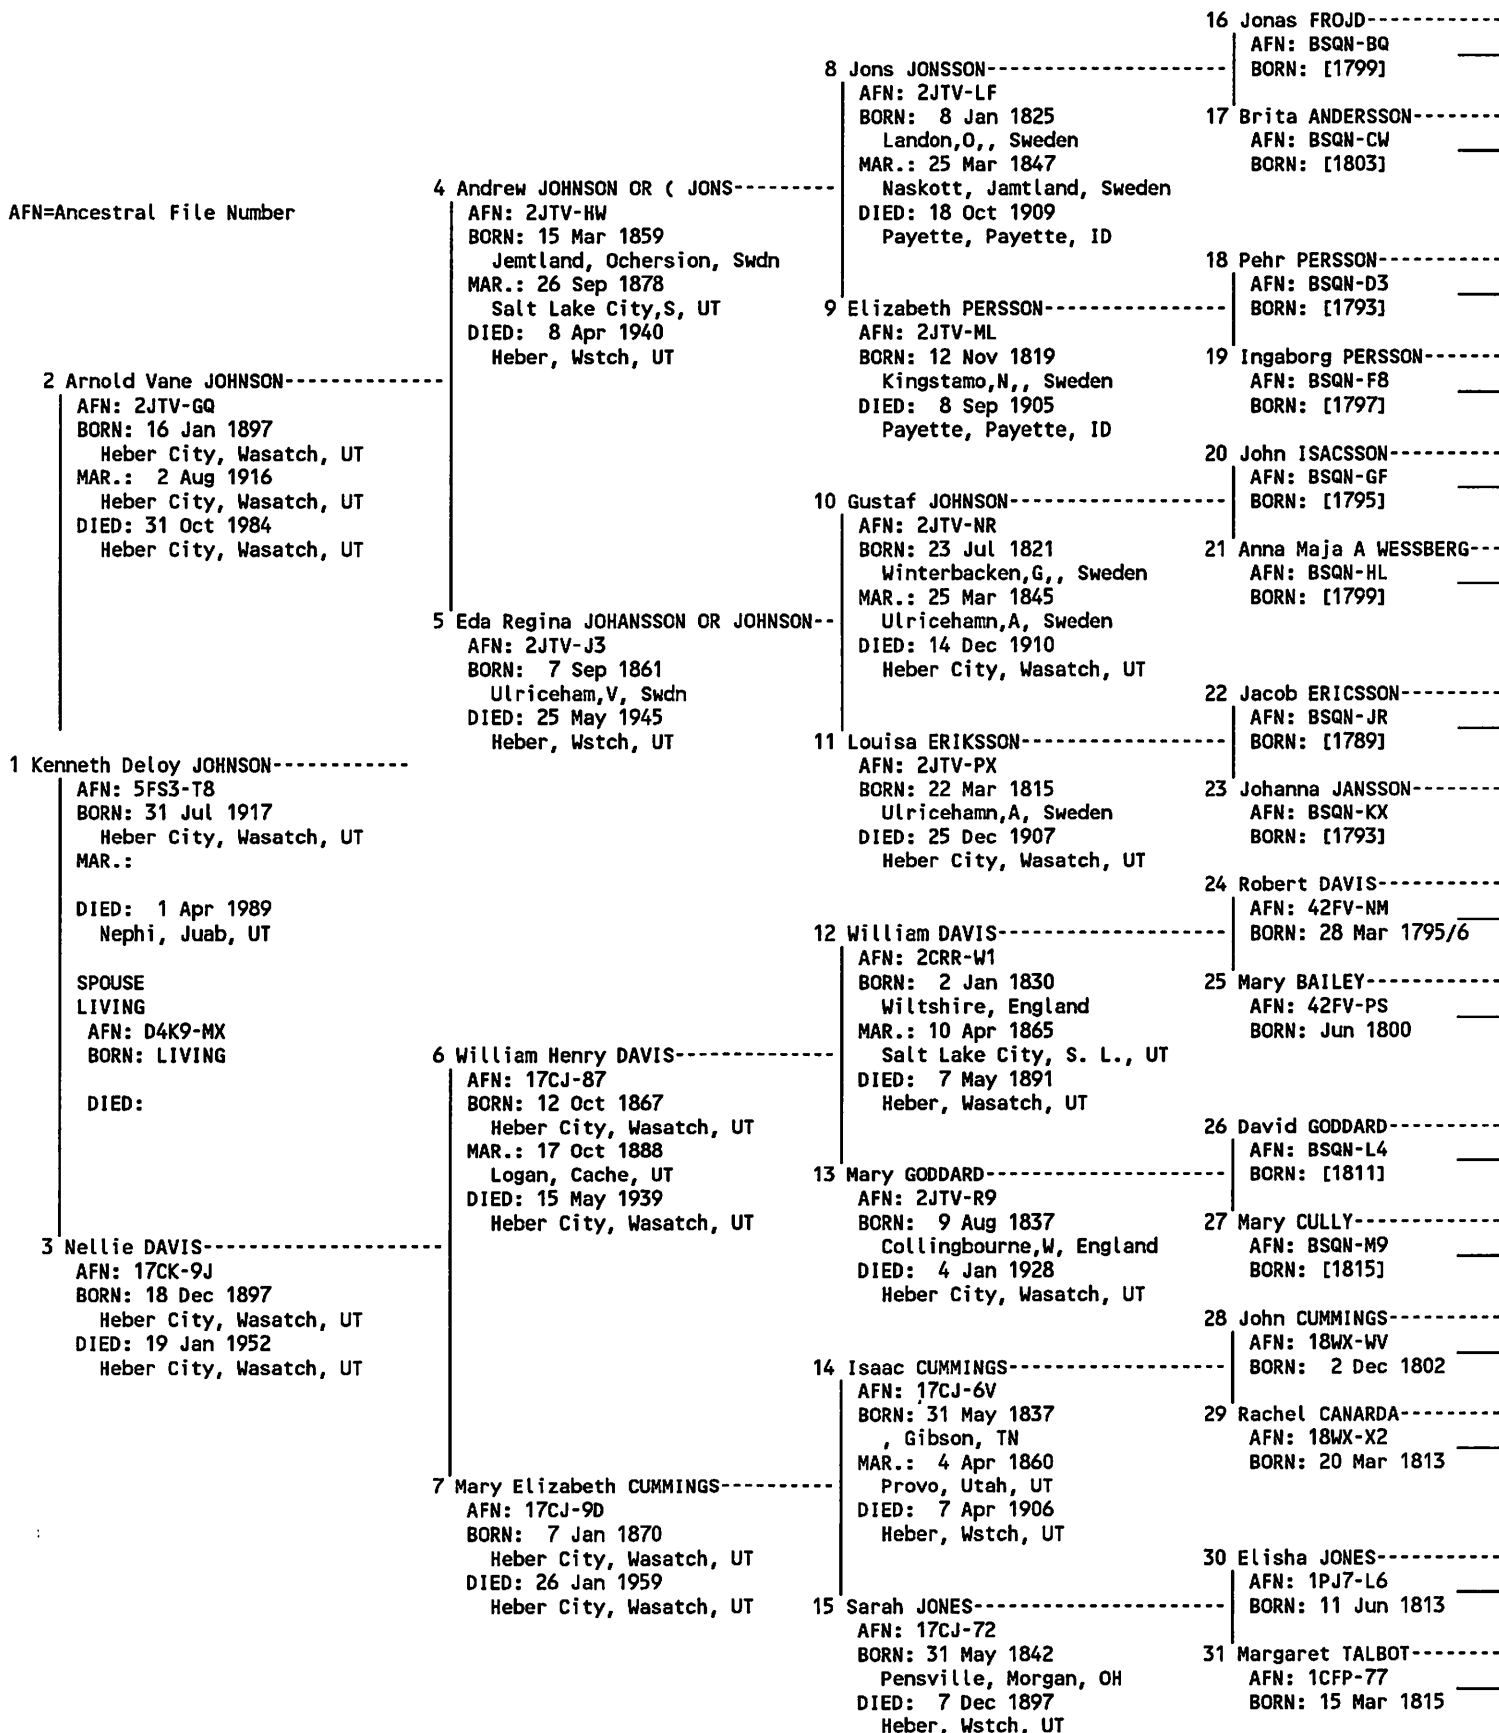 AFN=Ancestral File Number
1 Kenneth Deloy JOHNSON------------
AFN: 5FS3-T8
BORN: 31 Jul 1917
Heber City, Wasatch, UT
MAR.:
DIED: 1 Apr 1989
Nephi, Juab, UT
SPOUSE
LIVING
AFN: D4K9-MX
BORN: LIVING
DIED:
2 Arnold Vane JOHNSON--------------
AFN: 2JTV-GQ
BORN: 16 Jan 1897
Heber City, Wasatch, UT
MAR.: 2 Aug 1916
Heber City, Wasatch, UT
DIED: 31 Oct 1984
Heber City, Wasatch, UT
3 Nellie DAVIS---------------------
AFN: 17CK-9J
BORN: 18 Dec 1897
Heber City, Wasatch, UT
DIED: 19 Jan 1952
Heber City, Wasatch, UT
4 Andrew JOHNSON OR ( JONS---------
AFN: 2JTV-HW
BORN: 15 Mar 1859
Jemtland, Ochersion, Swdn
MAR.: 26 Sep 1878
Salt Lake City,S, UT
DIED: 8 Apr 1940
Heber, Wstch, UT
5 Eda Regina JOHANSSON OR JOHNSON--
AFN: 2JTV-J3
BORN: 7 Sep 1861
Ulriceham,V, Swdn
DIED: 25 May 1945
Heber, Wstch, UT
6 William Henry DAVIS--------------
AFN: 17CJ-87
BORN: 12 Oct 1867
Heber City, Wasatch, UT
MAR.: 17 Oct 1888
Logan, Cache, UT
DIED: 15 May 1939
Heber City, Wasatch, UT
7 Mary Elizabeth CUMMINGS----------
AFN: 17CJ-9D
BORN: 7 Jan 1870
Heber City, Wasatch, UT
DIED: 26 Jan 1959
Heber City, Wasatch, UT
8 Jons JONSSON---------------------
AFN: 2JTV-LF
BORN: 8 Jan 1825
Landon,O,, Sweden
MAR.: 25 Mar 1847
Naskott, Jamtland, Sweden
DIED: 18 Oct 1909
Payette, Payette, ID
9 Elizabeth PERSSON----------------
AFN: 2JTV-ML
BORN: 12 Nov 1819
Kingstamo,N,, Sweden
DIED: 8 Sep 1905
Payette, Payette, ID
10 Gustaf JOHNSON-------------------
AFN: 2JTV-NR
BORN: 23 Jul 1821
Winterbacken,G,, Sweden
MAR.: 25 Mar 1845
Ulricehamn,A, Sweden
DIED: 14 Dec 1910
Heber City, Wasatch, UT
11 Louisa ERIKSSON------------------
AFN: 2JTV-PX
BORN: 22 Mar 1815
Ulricehamn,A, Sweden
DIED: 25 Dec 1907
Heber City, Wasatch, UT
12 William DAVIS--------------------
AFN: 2CRR-W1
BORN: 2 Jan 1830
Wiltshire, England
MAR.: 10 Apr 1865
Salt Lake City, S. L., UT
DIED: 7 May 1891
Heber, Wasatch, UT
13 Mary GODDARD---------------------
AFN: 2JTV-R9
BORN: 9 Aug 1837
Collingbourne,W, England
DIED: 4 Jan 1928
Heber City, Wasatch, UT
14 Isaac CUMMINGS-------------------
AFN: 17CJ-6V
BORN: 31 May 1837
, Gibson, TN
MAR.: 4 Apr 1860
Provo, Utah, UT
DIED: 7 Apr 1906
Heber, Wstch, UT
15 Sarah JONES----------------------
AFN: 17CJ-72
BORN: 31 May 1842
Pensville, Morgan, OH
DIED: 7 Dec 1897
Heber, Wstch, UT
16 Jonas FROJD-----------
AFN: BSQN-BQ
BORN: [1799]
17 Brita ANDERSSON-------
AFN: BSQN-CW
BORN: [1803]
18 Pehr PERSSON----------
AFN: BSQN-D3
BORN: [1793]
19 Ingaborg PERSSON------
AFN: BSQN-F8
BORN: [1797]
20 John ISACSSON---------
AFN: BSQN-GF
BORN: [1795]
21 Anna Maja A WESSBERG---
AFN: BSQN-HL
BORN: [1799]
22 Jacob ERICSSON--------
AFN: BSQN-JR
BORN: [1789]
23 Johanna JANSSON-------
AFN: BSQN-KX
BORN: [1793]
24 Robert DAVIS----------
AFN: 42FV-NM
BORN: 28 Mar 1795/6
25 Mary BAILEY-----------
AFN: 42FV-PS
BORN: Jun 1800
26 David GODDARD---------
AFN: BSQN-L4
BORN: [1811]
27 Mary CULLY------------
AFN: BSQN-M9
BORN: [1815]
28 John CUMMINGS---------
AFN: 18WX-WV
BORN: 2 Dec 1802
29 Rachel CANARDA--------
AFN: 18WX-X2
BORN: 20 Mar 1813
30 Elisha JONES----------
AFN: 1PJ7-L6
BORN: 11 Jun 1813
31 Margaret TALBOT-------
AFN: 1CFP-77
BORN: 15 Mar 1815